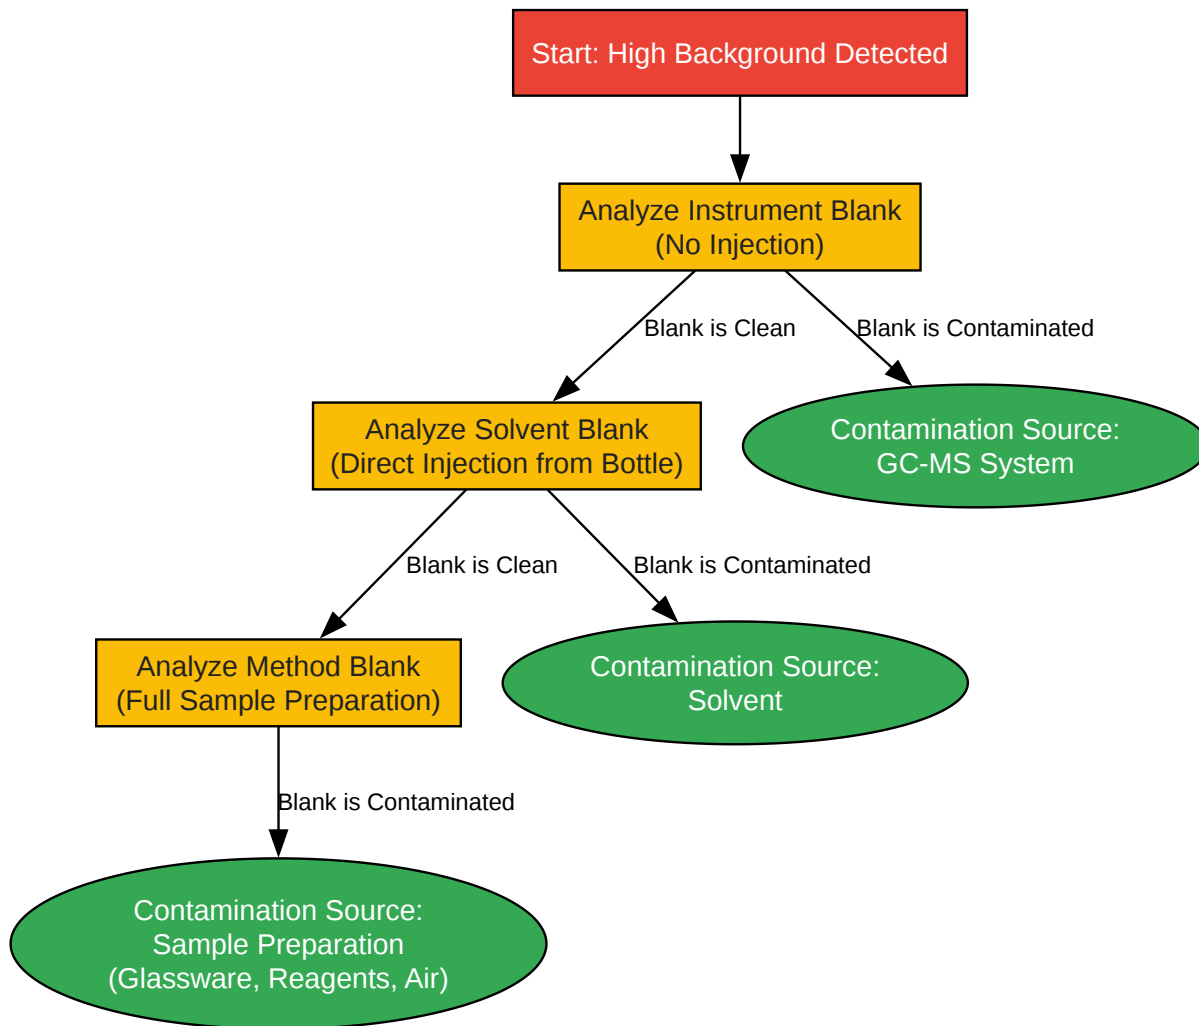 Start: High Background Detected
Analyze Instrument Blank
(No Injection)
Blank is Clean
Blank is Contaminated
Analyze Solvent Blank
(Direct Injection from Bottle)
Contamination Source:
GC-MS System
Blank is Clean
Blank is Contaminated
Analyze Method Blank
(Full Sample Preparation)
Contamination Source:
Solvent
Blank is Contaminated
Contamination Source:
Sample Preparation
(Glassware, Reagents, Air)